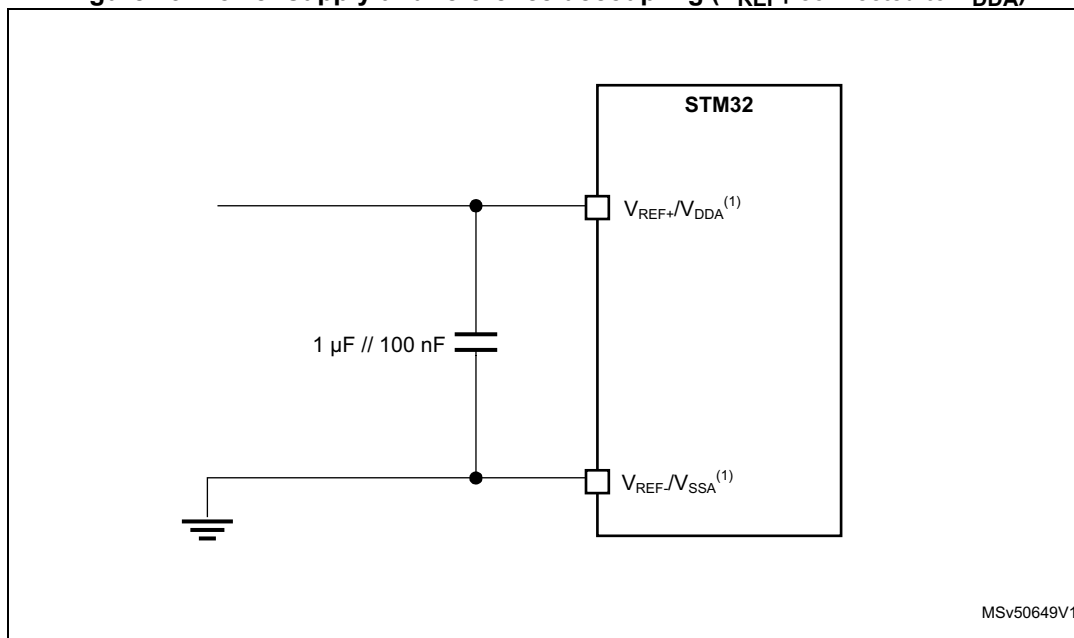 STM32
VREF+/VDDA(1)
1 µF // 100 nF
VREF-/VSSA(1)
MSv50649V1